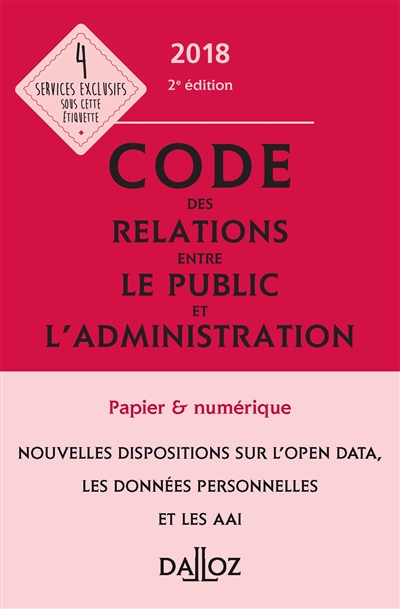 4
SERVICES EXCLUSIFS
SOUS CETTE
ÉTIQUETTE
2018
2e édition
CODE
DES
RELATIONS
ENTRE
LE PUBLIC
ET
L'ADMINISTRATION
Papier & numérique
NOUVELLES DISPOSITIONS SUR L'OPEN DATA,
LES DONNÉES PERSONNELLES
ET LES AAI
DALLOZ